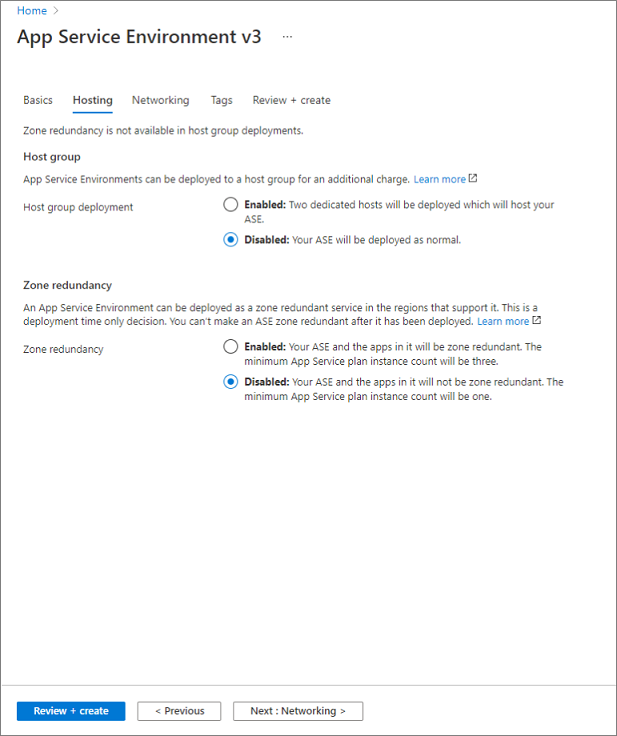 Home >
App Service Environment v3 ...
Basics Hosting Networking Tags Review + create
Zone redundancy is not available in host group deployments.
Host group
App Service Environments can be deployed to a host group for an additional charge. Learn more
Host group deployment
Enabled: Two dedicated hosts will be deployed which will host your
ASE.
Disabled: Your ASE will be deployed as normal.
Zone redundancy
An App Service Environment can be deployed as a zone redundant service in the regions that support it. This is a
deployment time only decision. You can't make an ASE zone redundant after it has been deployed. Learn more
Zone redundancy
Enabled: Your ASE and the apps in it will be zone redundant. The
minimum App Service plan instance count will be three.
Disabled: Your ASE and the apps in it will not be zone redundant. The
minimum App Service plan instance count will be one.
Review + create < Previous Next : Networking >